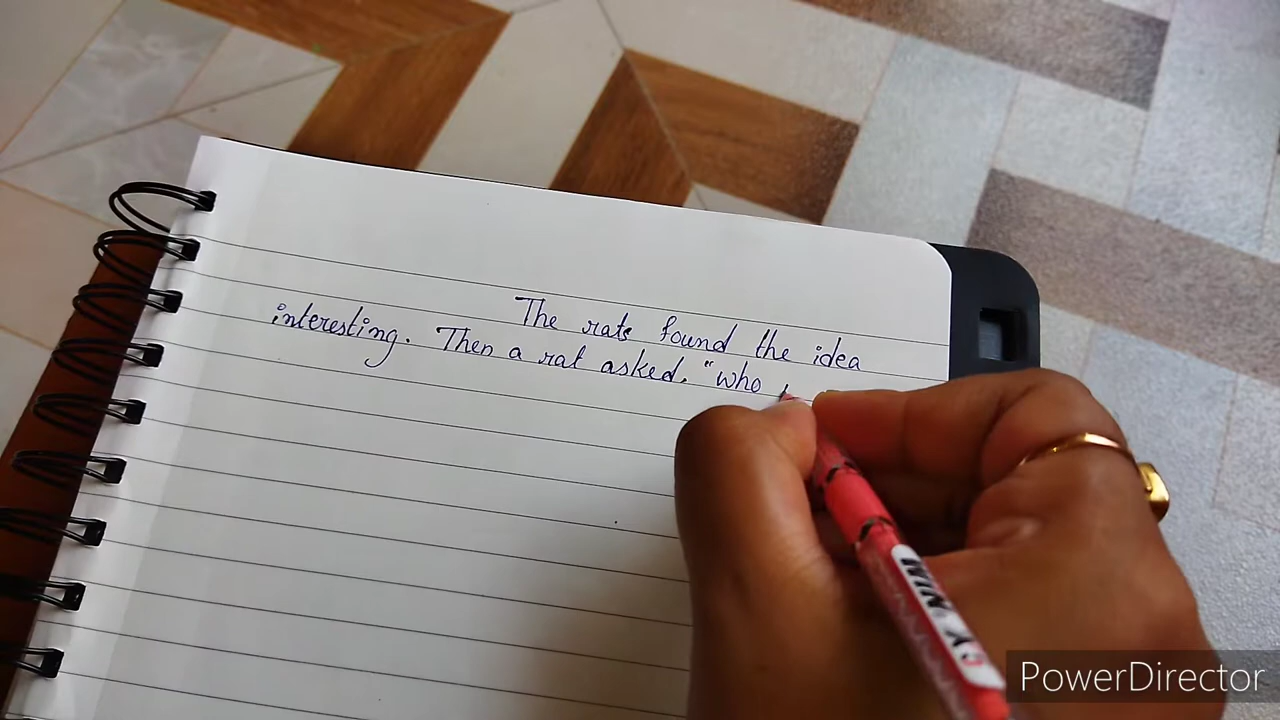 The rats found the idea
interesting. Then a rat asked. "who
PowerDirector